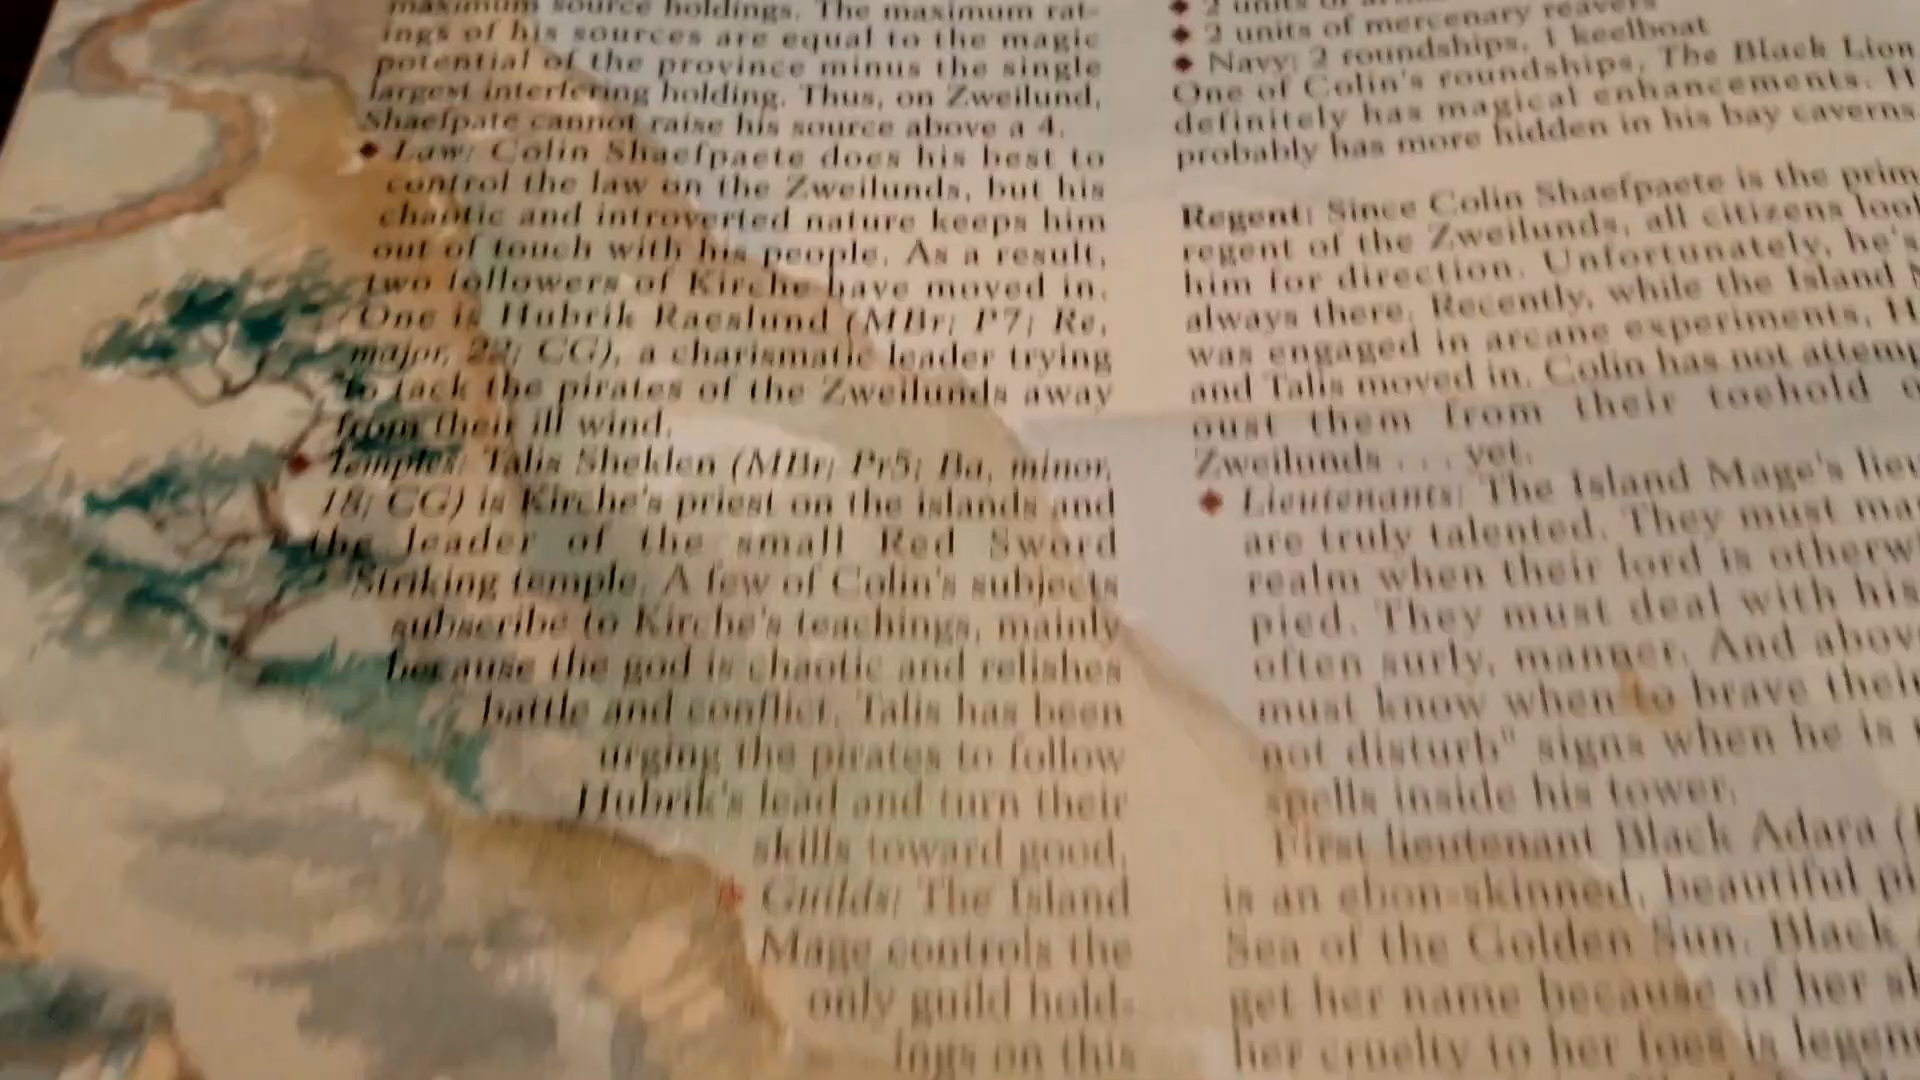 maximum source holdings. The maximum rat-
ings of his sources are equal to the magic
potential of the province minus the single
largest interfering holding. Thus, on Zweilund,
Shaefpate cannot raise his source above a 4.
Law: Colin Shaefpaete does his best to
control the law on the Zweilunds, but his
chaotic and introverted nature keeps him
out of touch with his people. As a result,
two followers of Kirche have moved in.
One is Hubrik Raeslund (MBr; P7; Re,
major, 22; CG), a charismatic leader trying
to tack the pirates of the Zweilunds away
from their ill wind.
Temples: Talis Sheklen (MBr; Pr5; Ba, minor,
18; CG) is Kirche's priest on the islands and
the leader of the small Red Sword
Striking temple. A few of Colin's subjects
subscribe to Kirche's teachings, mainly
because the god is chaotic and relishes
battle and conflict. Talis has been
urging the pirates to follow
Hubrik's lead and turn their
skills toward good.
Guilds: The Island
Mage controls the
only guild hold-
ings on this
2 units of
2 units of mercenary reavers
Navy: 2 roundships, 1 keelboat
One of Colin's roundships, The Black Lion
definitely has magical enhancements. H
probably has more hidden in his bay caverns.
Regent: Since Colin Shaefpaete is the prim
regent of the Zweilunds, all citizens look
him for direction. Unfortunately, he's
always there. Recently, while the Island M
was engaged in arcane experiments, H
and Talis moved in. Colin has not attemp
oust them from their toehold o
Zweilunds . . . yet.
Lieutenants: The Island Mage's lieu
are truly talented. They must ma
realm when their lord is otherw
pied. They must deal with his
often surly, manner. And above
must know when to brave their
not disturb" signs when he is
spells inside his tower.
First lieutenant Black Adara (
is an ebon-skinned, beautiful pi
Sea of the Golden Sun. Black
get her name because of her sk
her cruelty to her foes is legen